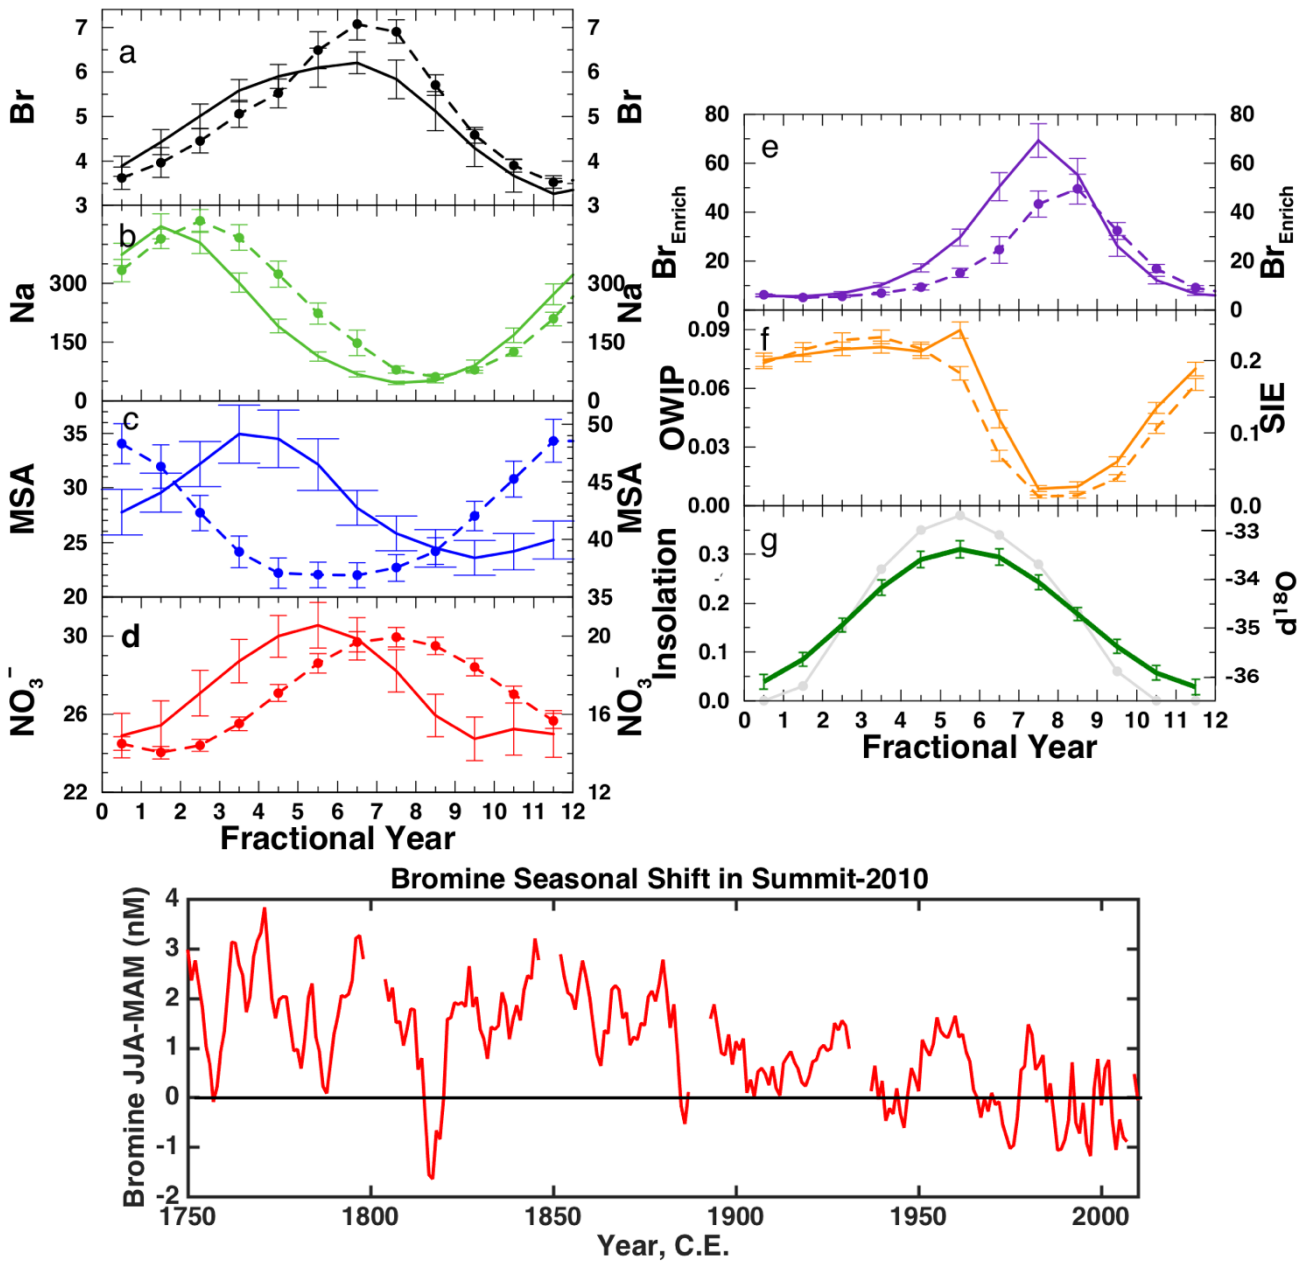 a
Br
7
6
5
4
3
7
6
5
4
3
Br
b
Na
300
150
0
300
150
0
Na
c
MSA
35
30
25
20
50
45
40
35
MSA
d
NO3−
30
26
22
20
16
12
NO3−
0 1 2 3 4 5 6 7 8 9 10 11 12
Fractional Year
e
BrEnrich
80
60
40
20
0
80
60
40
20
0
BrEnrich
f
OWIP
0.09
0.06
0.03
0.00
0.2
0.1
0.0
SIE
g
Insolation
0.3
0.2
0.1
0.0
-33
-34
-35
-36
d18O
0 1 2 3 4 5 6 7 8 9 10 11 12
Fractional Year
Bromine Seasonal Shift in Summit-2010
Bromine JJA-MAM (nM)
4
3
2
1
0
-1
-2
1750 1800 1850 1900 1950 2000
Year, C.E.